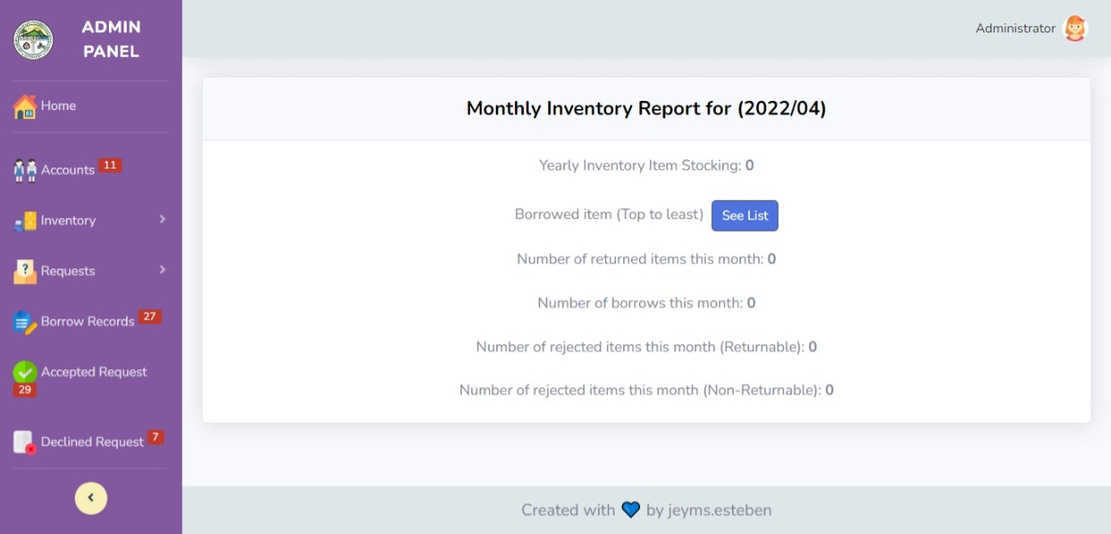 ADMIN
PANEL
Administrator
Home
Accounts 11
Inventory
Requests
Borrow Records 27
Accepted Request
29
Declined Request 7
Monthly Inventory Report for (2022/04)
Yearly Inventory Item Stocking: 0
Borrowed item (Top to least) See List
Number of returned items this month: 0
Number of borrows this month: 0
Number of rejected items this month (Returnable): 0
Number of rejected items this month (Non-Returnable): 0
Created with 💙 by jeyms.esteben